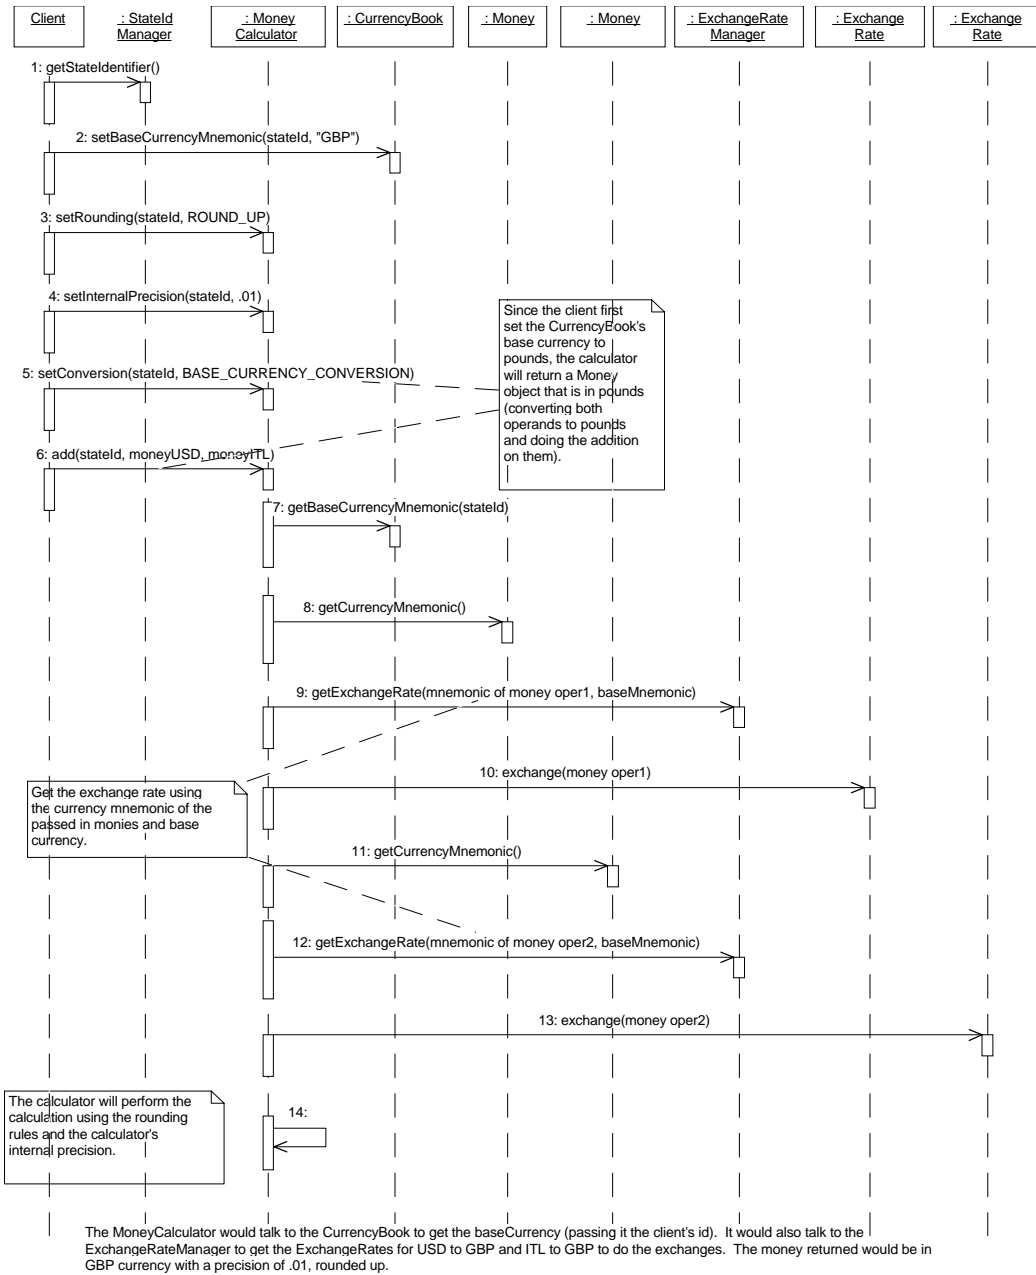 Client
: StateId
Manager
: Money
Calculator
: CurrencyBook
: Money
: Money
: ExchangeRate
Manager
: Exchange
Rate
: Exchange
Rate
1: getStateIdentifier()
2: setBaseCurrencyMnemonic(stateId, "GBP")
3: setRounding(stateId, ROUND_UP)
4: setInternalPrecision(stateId, .01)
Since the client first
set the CurrencyBook's
base currency to
pounds, the calculator
will return a Money
object that is in pounds
(converting both
operands to pounds
and doing the addition
on them).
5: setConversion(stateId, BASE_CURRENCY_CONVERSION)
6: add(stateId, moneyUSD, moneyITL)
7: getBaseCurrencyMnemonic(stateId)
8: getCurrencyMnemonic()
9: getExchangeRate(mnemonic of money oper1, baseMnemonic)
10: exchange(money oper1)
Get the exchange rate using
the currency mnemonic of the
passed in monies and base
currency.
11: getCurrencyMnemonic()
12: getExchangeRate(mnemonic of money oper2, baseMnemonic)
13: exchange(money oper2)
The calculator will perform the
calculation using the rounding
rules and the calculator's
internal precision.
14:
The MoneyCalculator would talk to the CurrencyBook to get the baseCurrency (passing it the client's id).  It would also talk to the
ExchangeRateManager to get the ExchangeRates for USD to GBP and ITL to GBP to do the exchanges.  The money returned would be in
GBP currency with a precision of .01, rounded up.